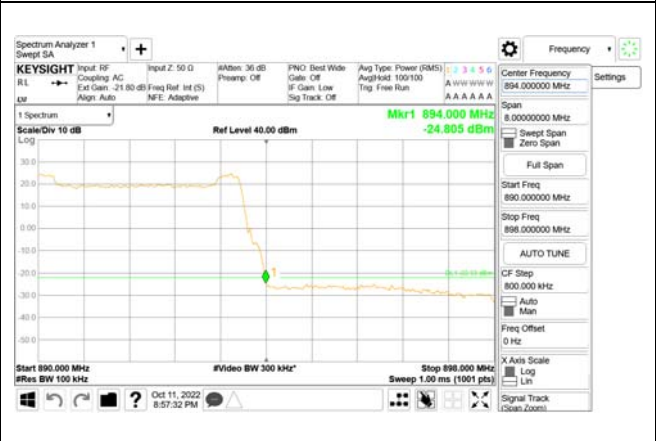 Spectrum Analyzer 1
Swept SA
Frequency
KEYSIGHT
RL
Input: RF
Coupling: AC
Ext Gain: -21.80 dB
Align: Auto
Input Z: 50 Ω
Freq Ref: Int (S)
NFE: Adaptive
#Atten: 36 dB
Preamp: Off
PNO: Best Wide
Gate: Off
IF Gain: Low
Sig Track: Off
Avg Type: Power (RMS)
Avg|Hold: 100/100
Trig: Free Run
1 2 3 4 5 6
A W W W W W
A A A A A A
1 Spectrum
Scale/Div 10 dB
Log
Ref Level 40.00 dBm
Mkr1 894.000 MHz
-24.805 dBm
30.0
20.0
10.0
0.00
-10.0
-20.0
-30.0
-40.0
-50.0
1
Start 890.000 MHz
#Res BW 100 kHz
#Video BW 300 kHz*
Stop 898.000 MHz
Sweep 1.00 ms (1001 pts)
?
Oct 11, 2022
8:57:32 PM
Center Frequency
894.000000 MHz
Settings
Span
8.00000000 MHz
Swept Span
Zero Span
Full Span
Start Freq
890.000000 MHz
Stop Freq
898.000000 MHz
AUTO TUNE
CF Step
800.000 kHz
Auto
Man
Freq Offset
0 Hz
X Axis Scale
Log
Lin
Signal Track
(Span Zoom)